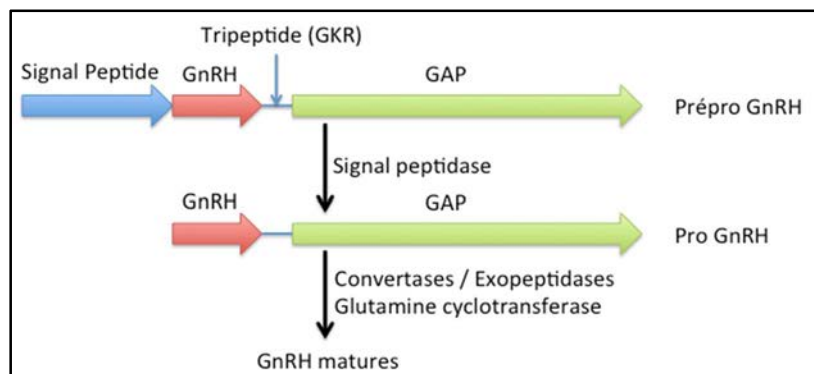 Tripeptide (GKR)
Signal Peptide GnRH GAP
Prépro GnRH
Signal peptidase
GnRH GAP
Pro GnRH
Convertases / Exopeptidases
Glutamine cyclotransferase
GnRH matures